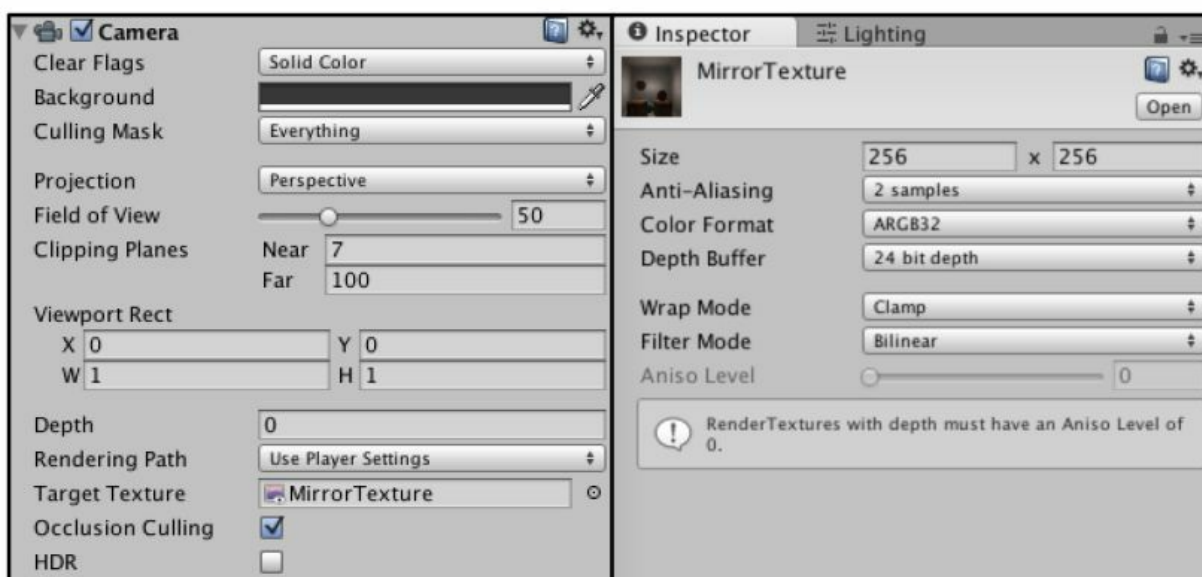 Camera
Clear Flags Solid Color
Background
Culling Mask Everything
Projection Perspective
Field of View 50
Clipping Planes Near 7
Far 100
Viewport Rect
X 0 Y 0
W 1 H 1
Depth 0
Rendering Path Use Player Settings
Target Texture MirrorTexture
Occlusion Culling
HDR
Inspector Lighting
MirrorTexture
Open
Size 256 x 256
Anti-Aliasing 2 samples
Color Format ARGB32
Depth Buffer 24 bit depth
Wrap Mode Clamp
Filter Mode Bilinear
Aniso Level 0
RenderTextures with depth must have an Aniso Level of
0.